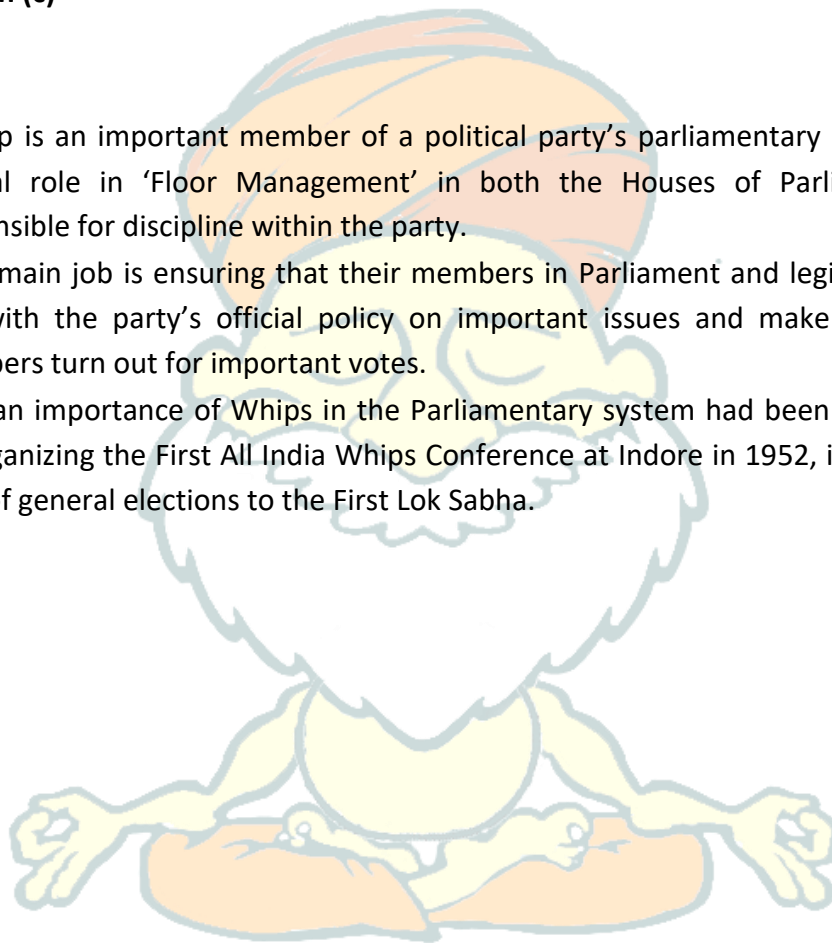 p is an important member of a political party’s parliamentary
l role in ‘Floor Management’ in both the Houses of Parli
nsible for discipline within the party.
main job is ensuring that their members in Parliament and legi
with the party’s official policy on important issues and make
bers turn out for important votes.
an importance of Whips in the Parliamentary system had been
ganizing the First All India Whips Conference at Indore in 1952, i
f general elections to the First Lok Sabha.